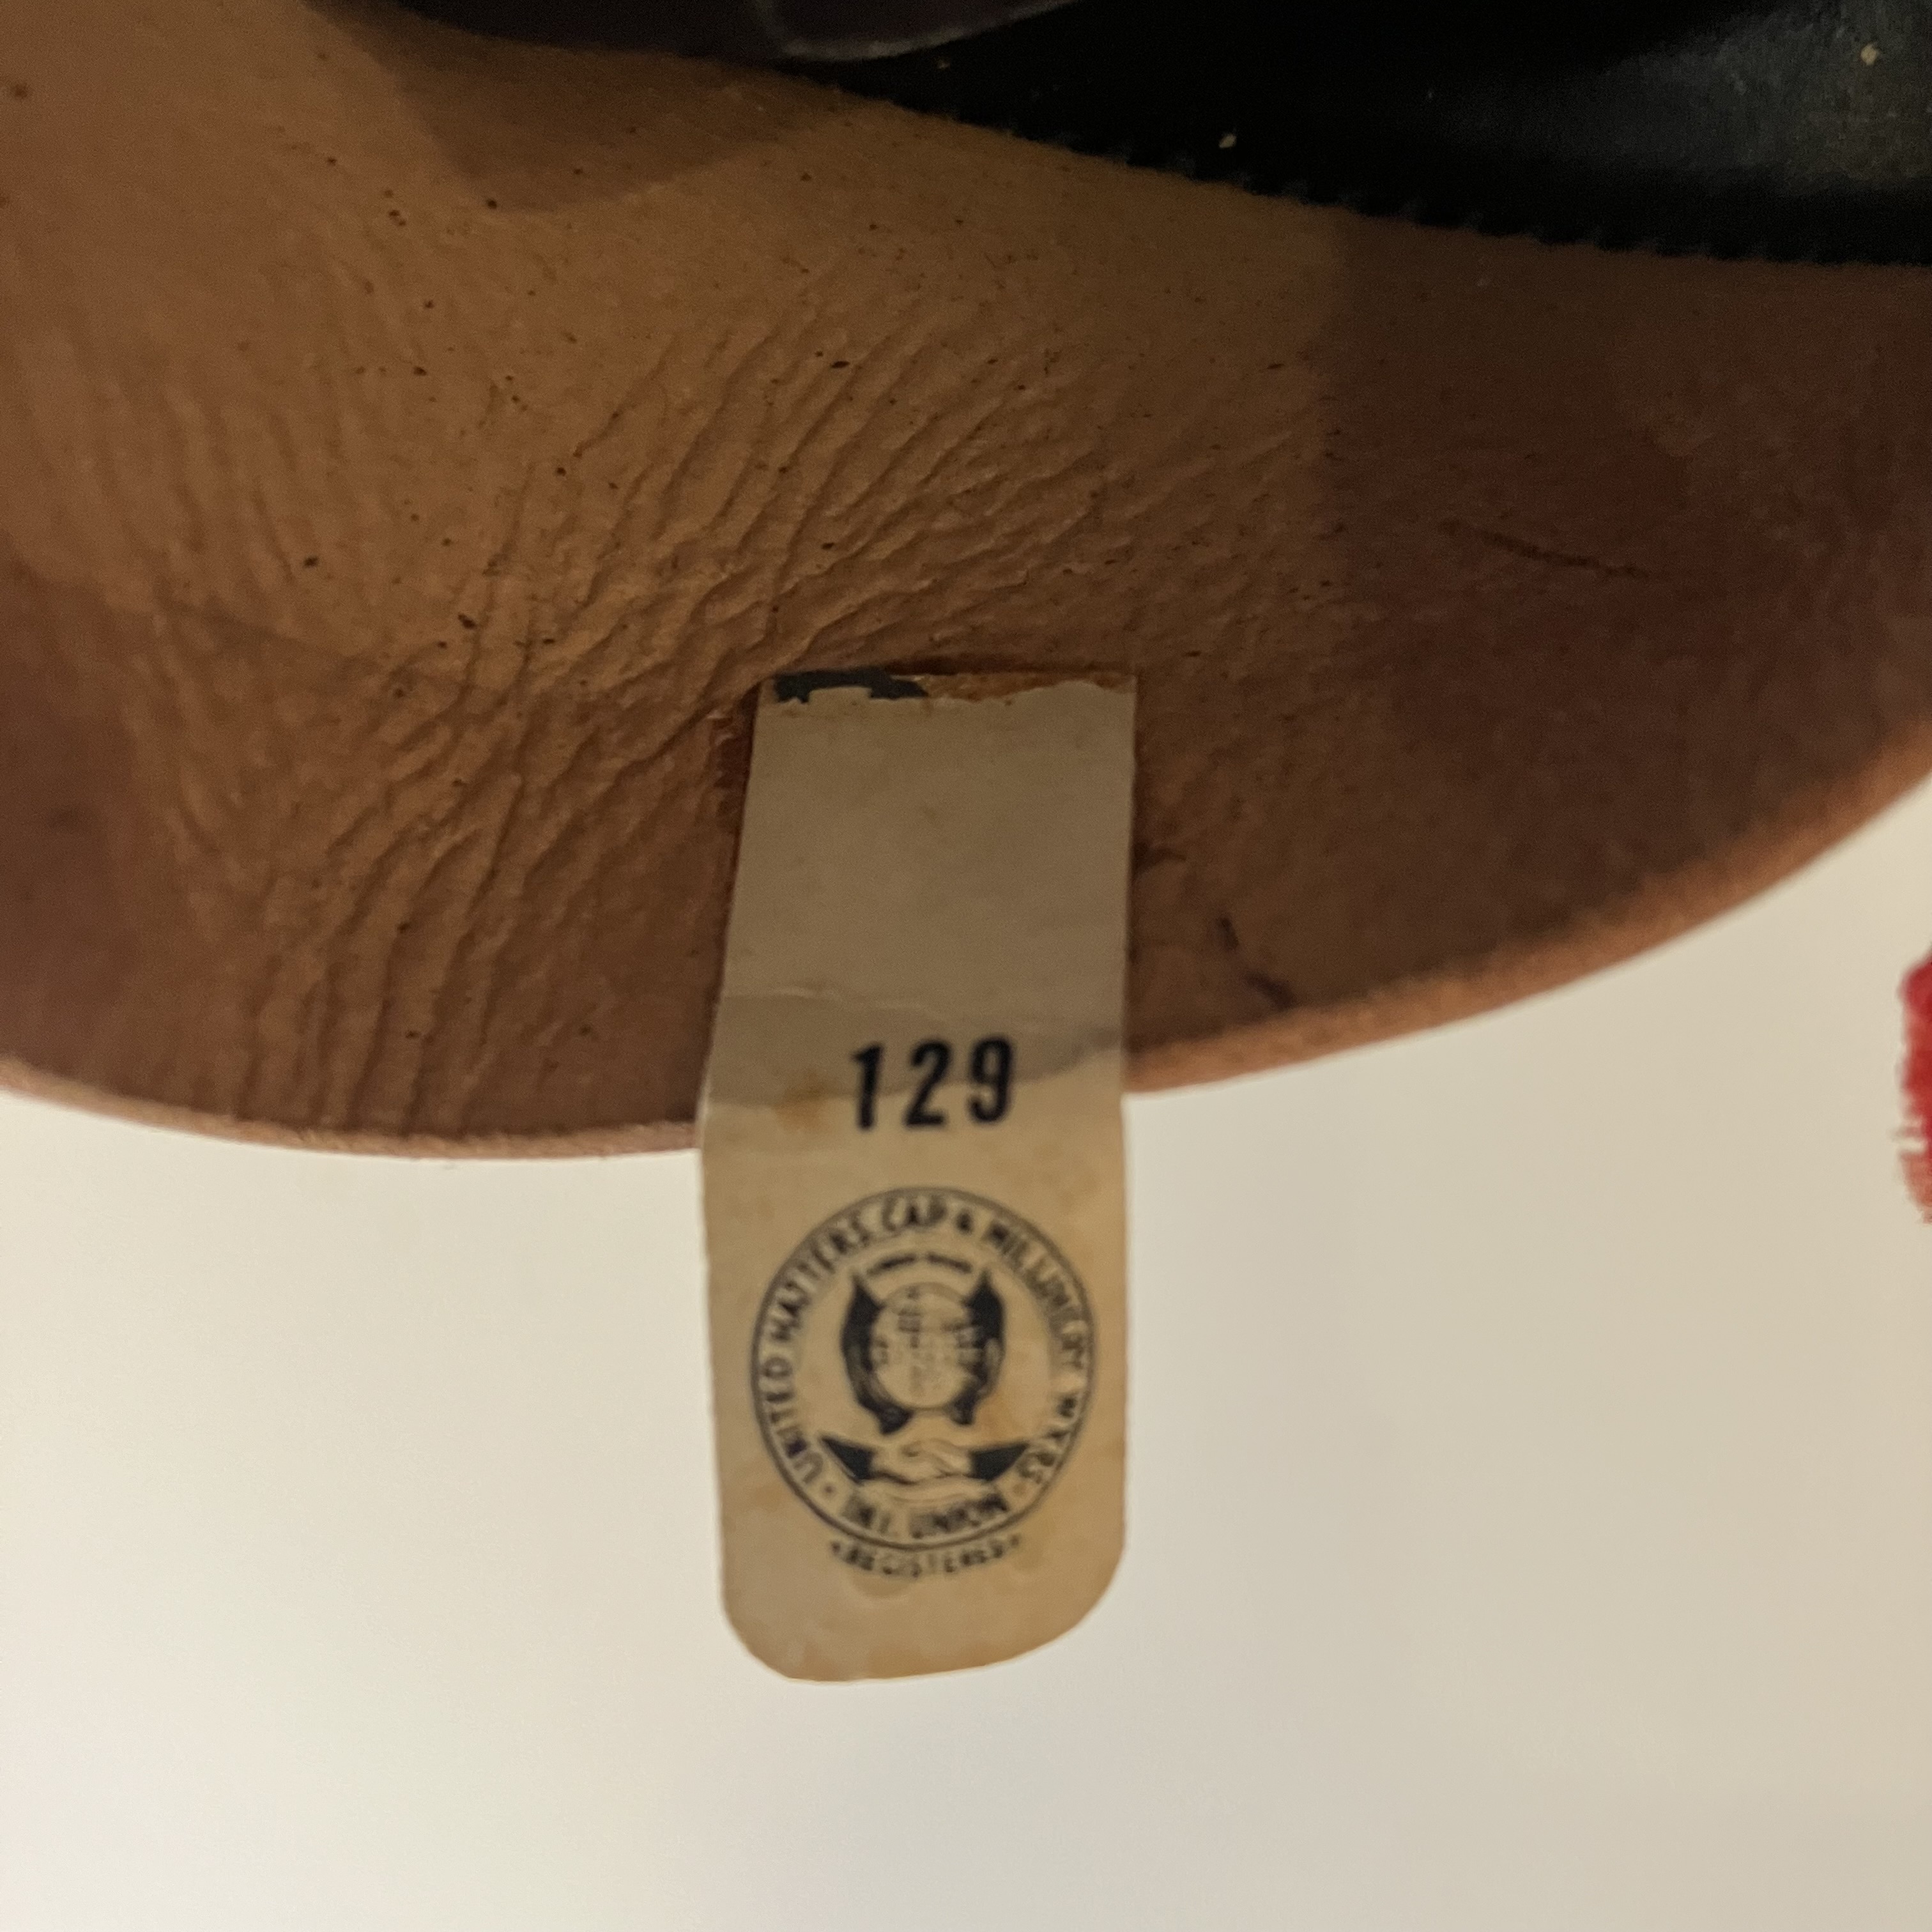 129
UNITED HATTERS, CAP & MILLINERY WKRS
INT. UNION
REGISTERED